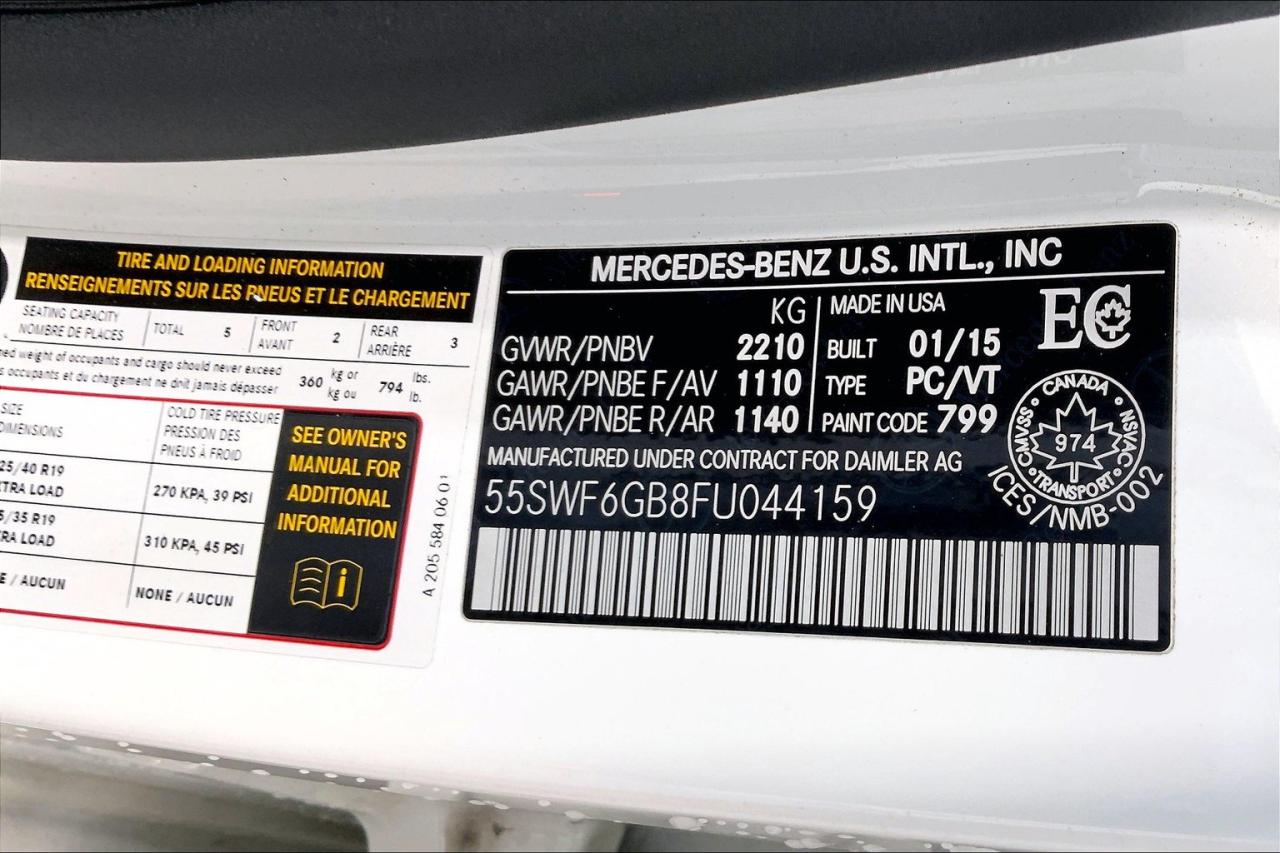 TIRE AND LOADING INFORMATION
RENSEIGNEMENTS SUR LES PNEUS ET LE CHARGEMENT
SEATING CAPACITY
NOMBRE DE PLACES
TOTAL 5
FRONT
AVANT 2
REAR
ARRIÈRE 3
weight of occupants and cargo should never exceed
occupants et du chargement ne doit jamais dépasser
360 kg or
kg ou
794 lbs.
lb.
SIZE
DIMENSIONS
COLD TIRE PRESSURE
PRESSION DES
PNEUS À FROID
25/40 R19
XTRA LOAD
270 KPA, 39 PSI
5/35 R19
TRA LOAD
310 KPA, 45 PSI
E / AUCUN
NONE / AUCUN
SEE OWNER'S
MANUAL FOR
ADDITIONAL
INFORMATION
i
A 205 584 06 01
MERCEDES-BENZ U.S. INTL., INC
KG
GVWR/PNBV 2210
GAWR/PNBE F/AV 1110
GAWR/PNBE R/AR 1140
MADE IN USA
BUILT 01/15
TYPE PC/VT
PAINT CODE 799
EC
CANADA
CMVSS
NSVAC
974
TRANSPORT
ICES/NMB-002
MANUFACTURED UNDER CONTRACT FOR DAIMLER AG
55SWF6GB8FU044159